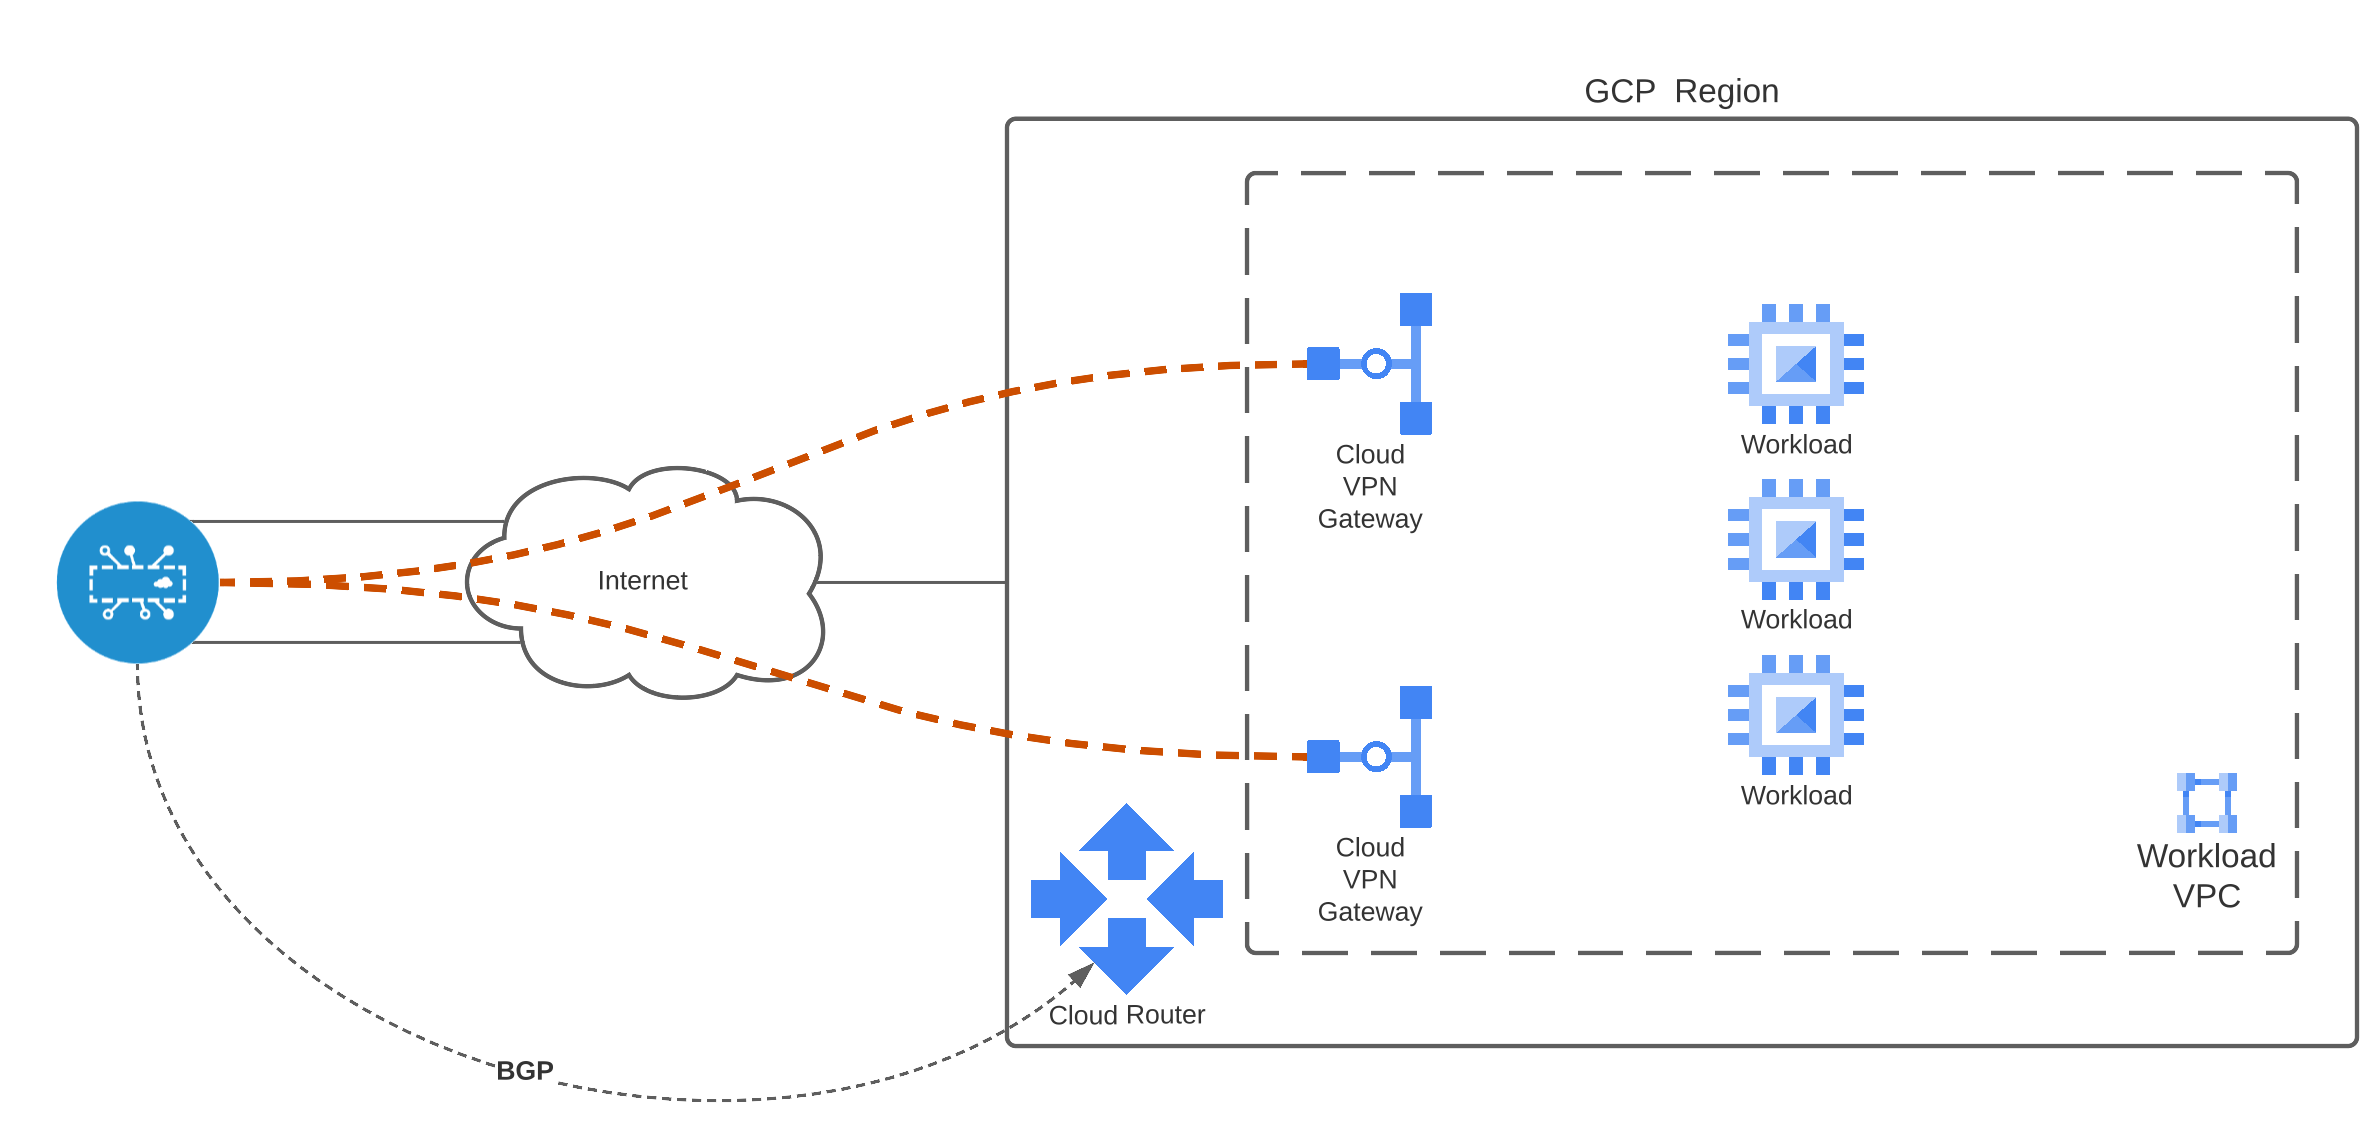 GCP  Region
Cloud
VPN
Gateway
Workload
Internet
Workload
Workload
Cloud
VPN
Gateway
Workload
VPC
Cloud Router
BGP